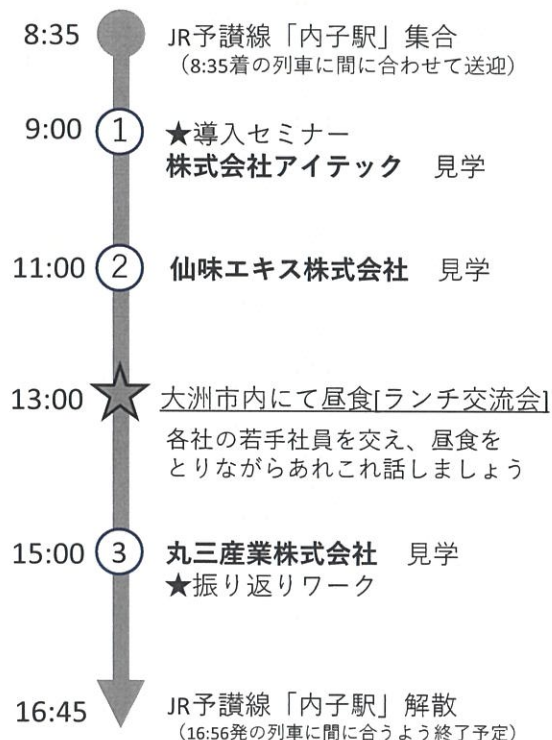 8:35 JR予讃線「内子駅」集合
（8:35着の列車に間に合わせて送迎）
9:00 ① ★導入セミナー
株式会社アイテック 見学
11:00 ② 仙味エキス株式会社 見学
13:00 大洲市内にて昼食[ランチ交流会]
各社の若手社員を交え、昼食を
とりながらあれこれ話しましょう
15:00 ③ 丸三産業株式会社 見学
★振り返りワーク
16:45 JR予讃線「内子駅」解散
（16:56発の列車に間に合うよう終了予定）